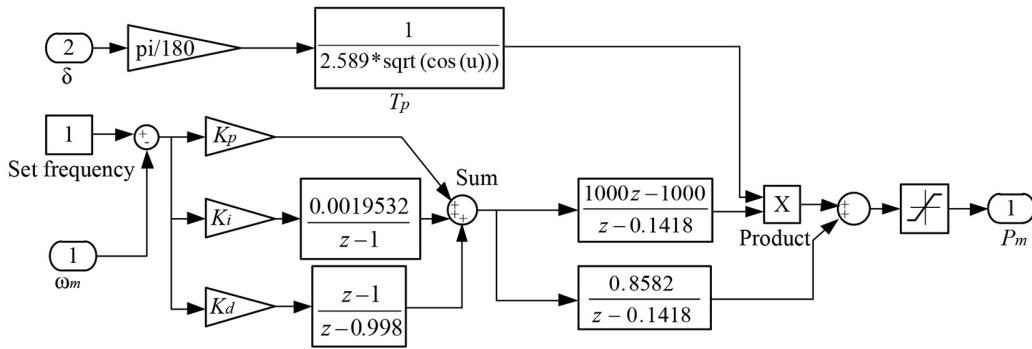 2
δ
pi/180
1
2.589*sqrt(cos(u)))
Tp
1
Set frequency
+
-
Kp
Ki
0.0019532
z-1
Kd
z-1
z-0.998
1
ωm
Sum
+
+
+
1000z-1000
z-0.1418
0.8582
z-0.1418
X
Product
+
+
1
Pm